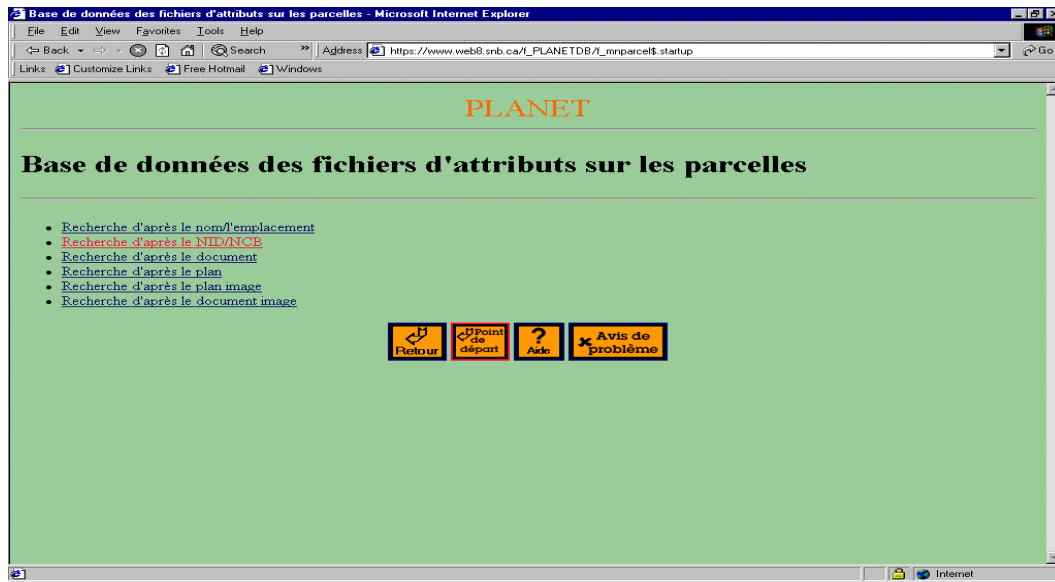 Base de données des fichiers d'attributs sur les parcelles - Microsoft Internet Explorer
File Edit View Favorites Tools Help
Back Search » Address https://www.web8.snb.ca/f_PLANETDB/f_mnparcel$.startup Go
Links Customize Links Free Hotmail Windows
PLANET
Base de données des fichiers d'attributs sur les parcelles
Recherche d'après le nom/l'emplacement
Recherche d'après le NID/NCB
Recherche d'après le document
Recherche d'après le plan
Recherche d'après le plan image
Recherche d'après le document image
Retour
Point de départ
? Aide
Avis de problème
Internet